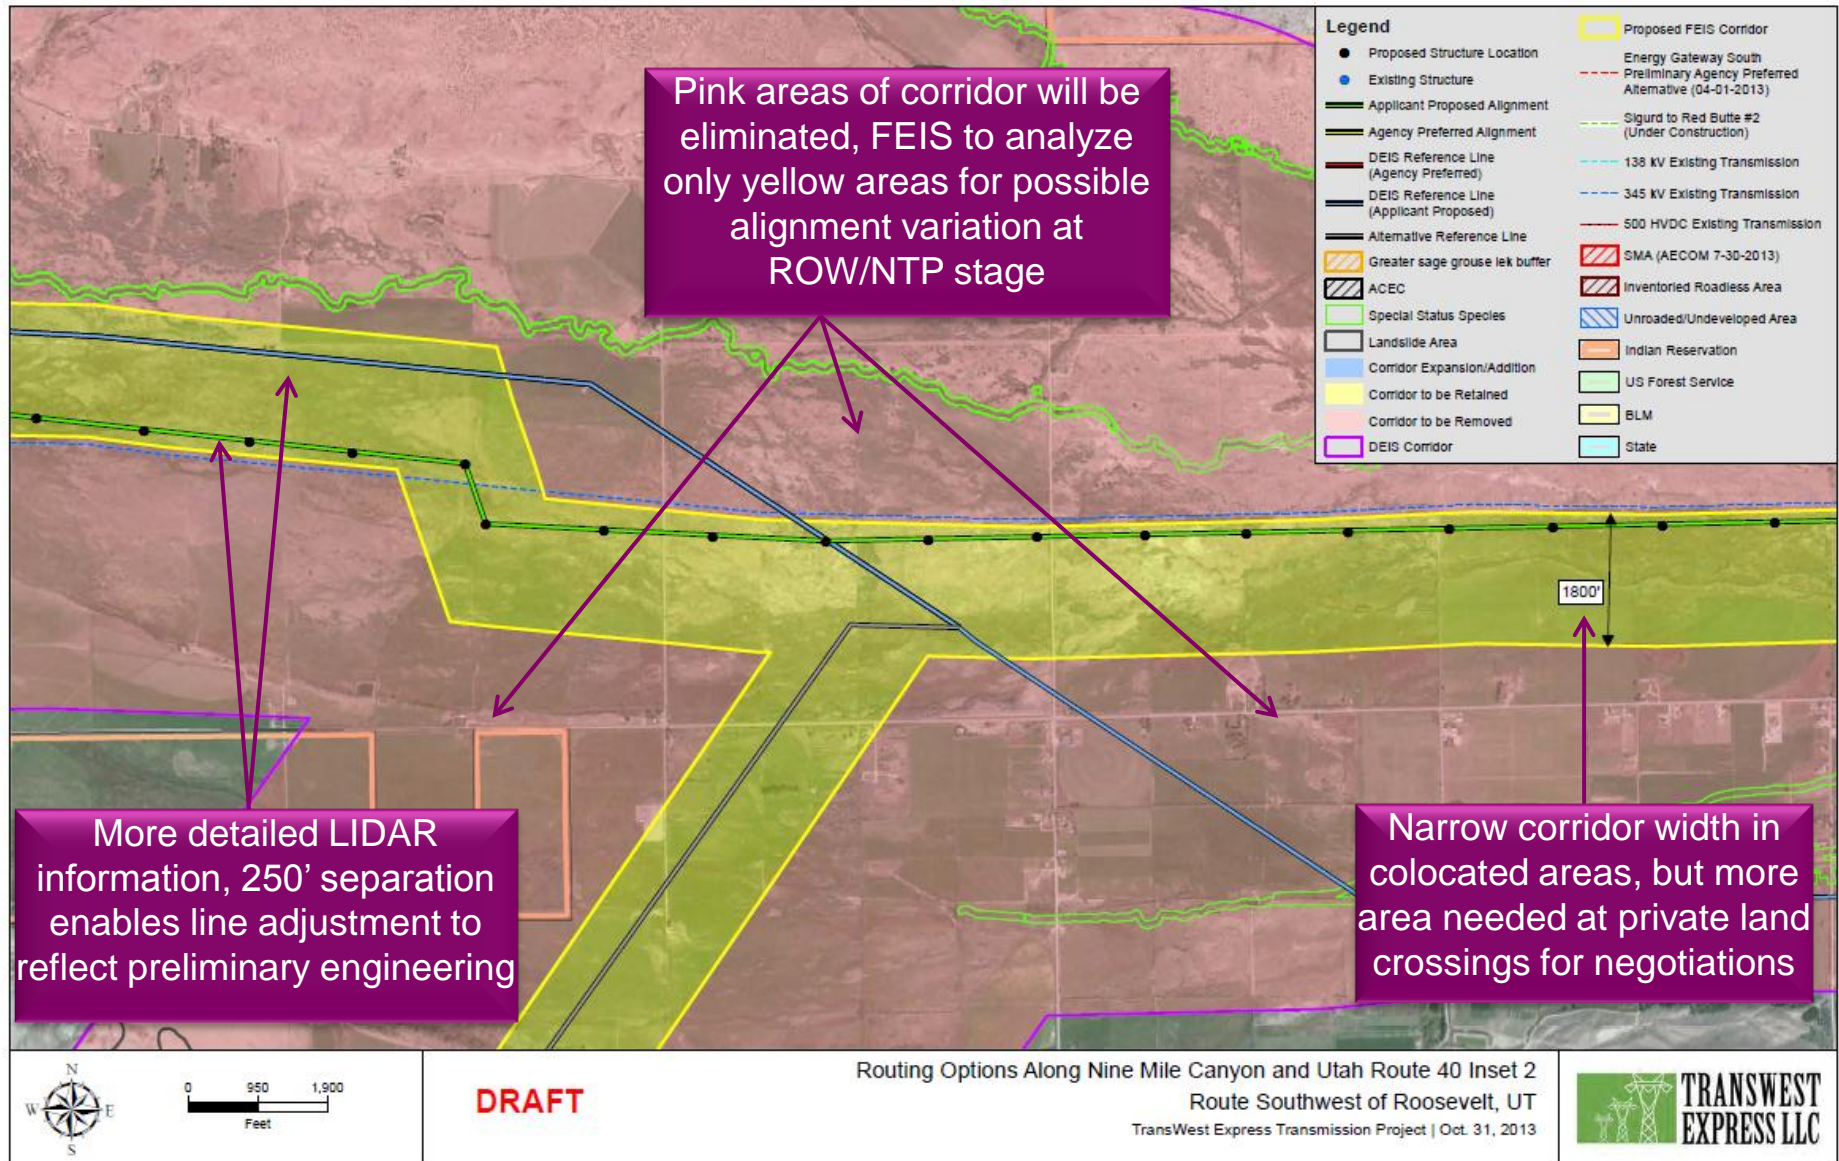 Pink areas of corridor will be
eliminated, FEIS to analyze
only yellow areas for possible
alignment variation at
ROW/NTP stage
Legend
Proposed Structure Location
Existing Structure
Applicant Proposed Alignment
Agency Preferred Alignment
DEIS Reference Line
(Agency Preferred)
DEIS Reference Line
(Applicant Proposed)
Alternative Reference Line
Greater sage grouse lek buffer
ACEC
Special Status Species
Landslide Area
Corridor Expansion/Addition
Corridor to be Retained
Corridor to be Removed
DEIS Corridor
Proposed FEIS Corridor
Energy Gateway South
Preliminary Agency Preferred
Alternative (04-01-2013)
Sigurd to Red Butte #2
(Under Construction)
138 kV Existing Transmission
345 kV Existing Transmission
500 HVDC Existing Transmission
SMA (AECOM 7-30-2013)
Inventoried Roadless Area
Unroaded/Undeveloped Area
Indian Reservation
US Forest Service
BLM
State
1800'
More detailed LIDAR
information, 250’ separation
enables line adjustment to
reflect preliminary engineering
Narrow corridor width in
colocated areas, but more
area needed at private land
crossings for negotiations
N
W E
S
0 950 1,900
Feet
DRAFT
Routing Options Along Nine Mile Canyon and Utah Route 40 Inset 2
Route Southwest of Roosevelt, UT
TransWest Express Transmission Project | Oct. 31, 2013
TRANSWEST
EXPRESS LLC